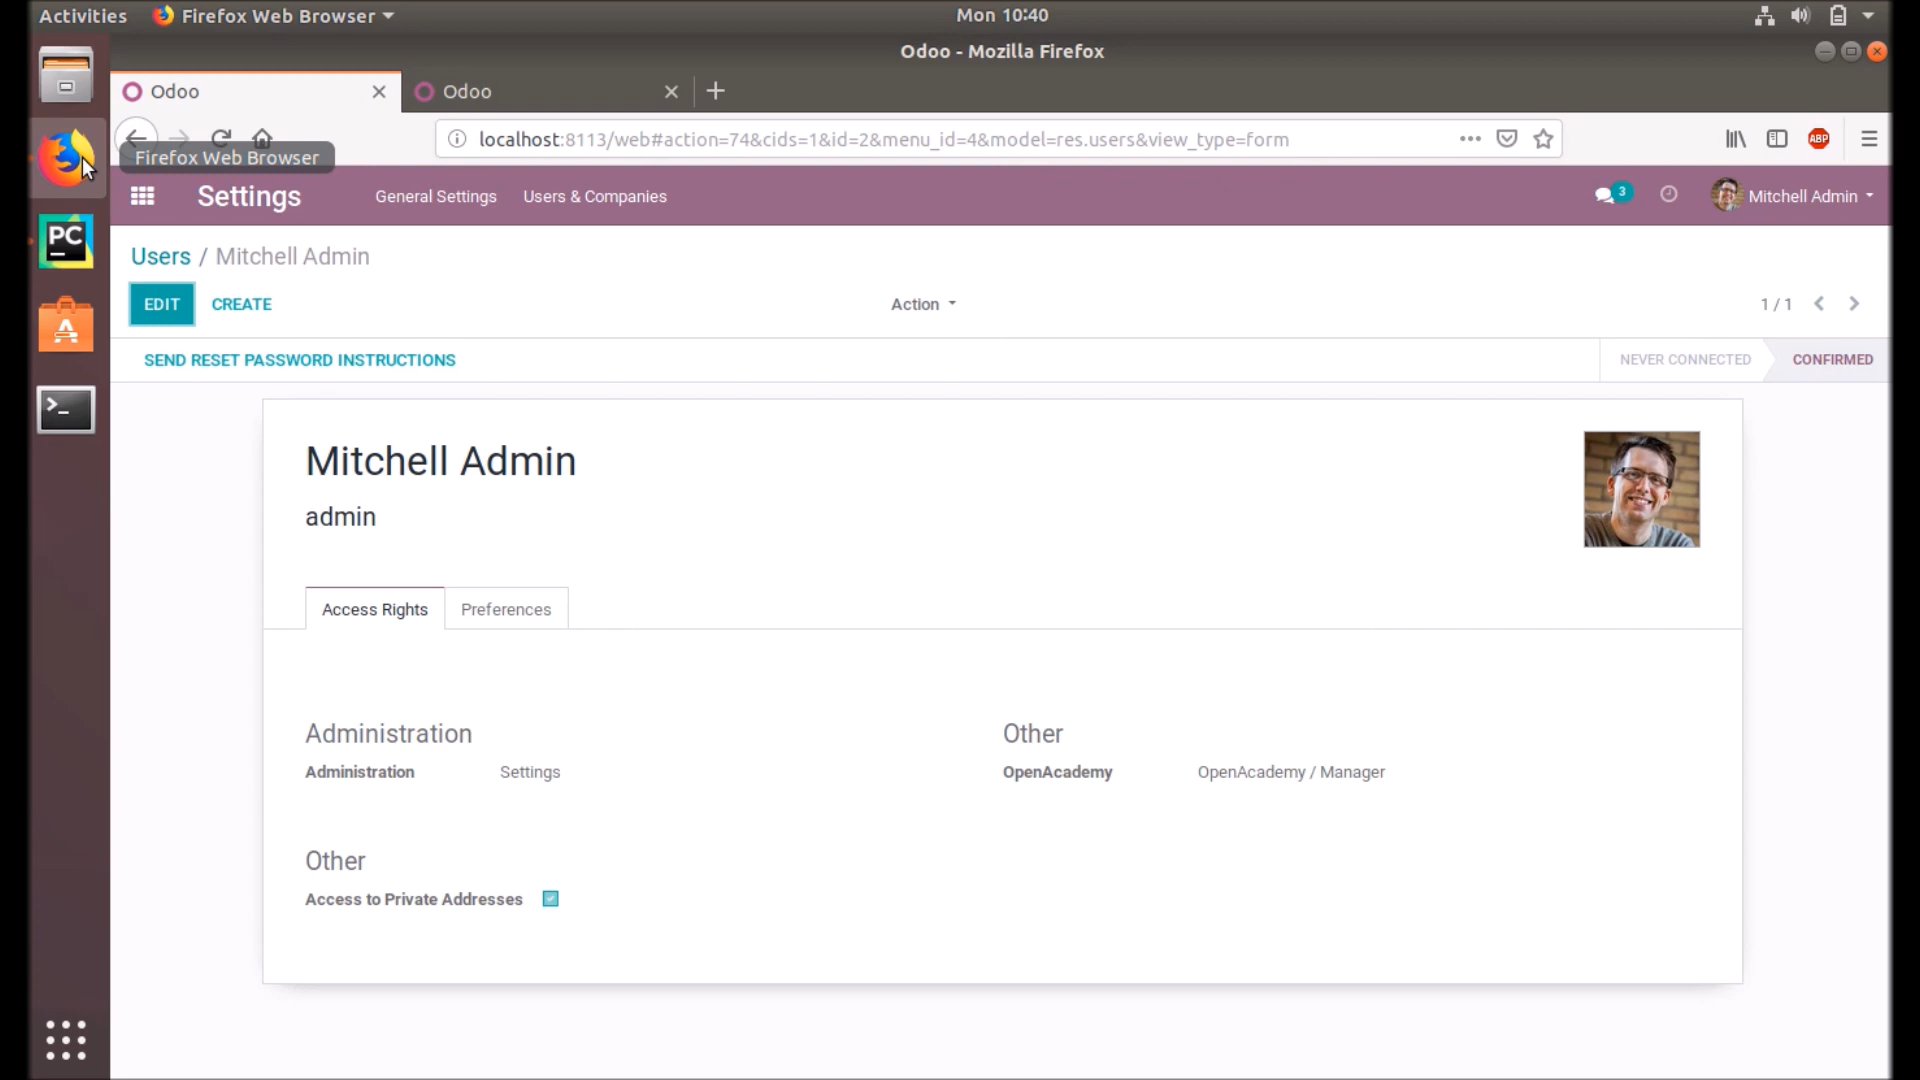 Activities Firefox Web Browser Mon 10:40
Odoo - Mozilla Firefox
Odoo Odoo
localhost:8113/web#action=74&cids=1&id=2&menu_id=4&model=res.users&view_type=form ABP
Firefox Web Browser
Settings General Settings Users & Companies 3 Mitchell Admin
PC
Users / Mitchell Admin
EDIT CREATE Action 1 / 1
SEND RESET PASSWORD INSTRUCTIONS NEVER CONNECTED CONFIRMED
Mitchell Admin
admin
Access Rights Preferences
Administration Other
Administration Settings OpenAcademy OpenAcademy / Manager
Other
Access to Private Addresses